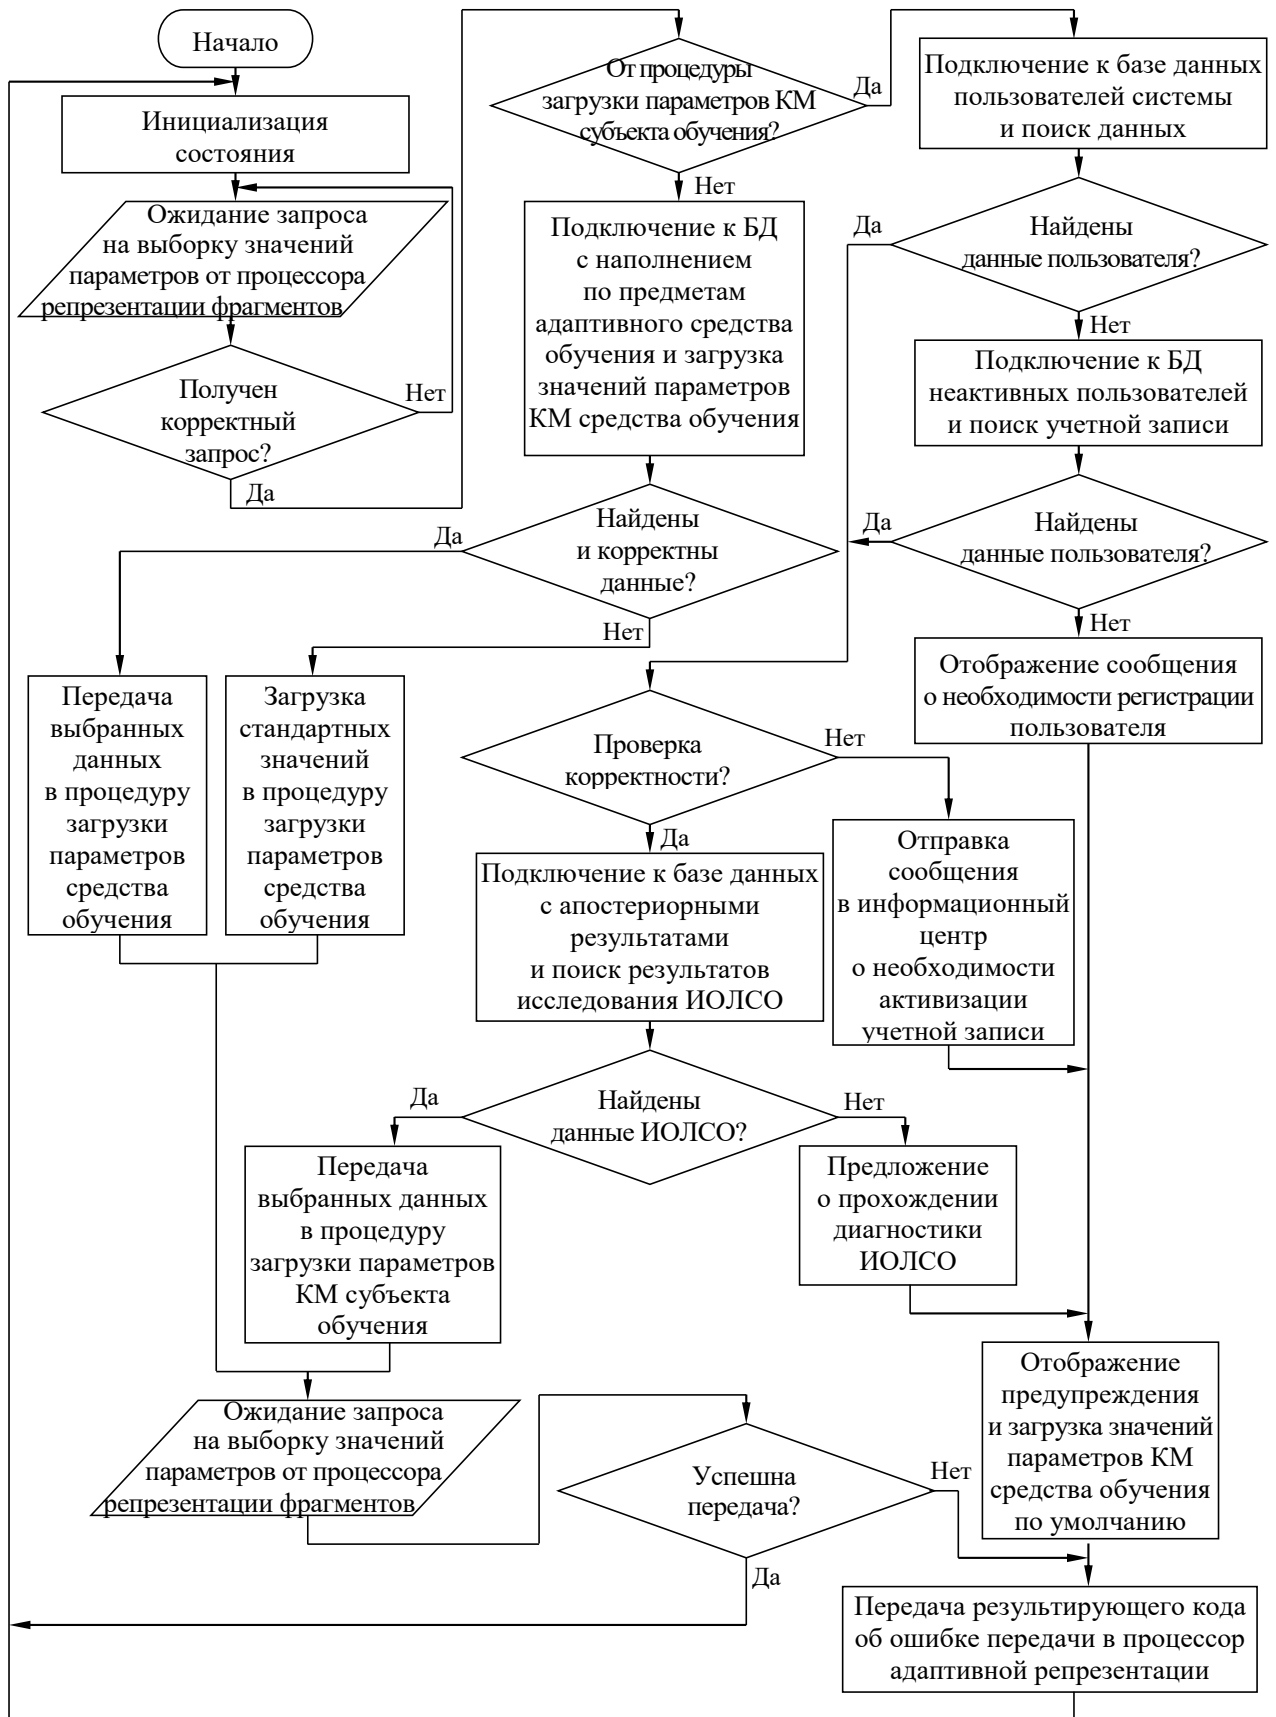 Начало
Инициализация
состояния
Ожидание запроса
на выборку значений
параметров от процессора
репрезентации фрагментов
Получен
корректный
запрос?
Нет
Да
От процедуры
загрузки параметров КМ
субъекта обучения?
Да
Нет
Подключение к базе данных
пользователей системы
и поиск данных
Подключение к БД
с наполнением
по предметам
адаптивного средства
обучения и загрузка
значений параметров
КМ средства обучения
Да
Найдены
данные пользователя?
Нет
Подключение к БД
неактивных пользователей
и поиск учетной записи
Да
Найдены
и корректны
данные?
Нет
Да
Найдены
данные пользователя?
Нет
Отображение сообщения
о необходимости регистрации
пользователя
Передача
выбранных
данных
в процедуру
загрузки
параметров
средства
обучения
Загрузка
стандартных
значений
в процедуру
загрузки
параметров
средства
обучения
Проверка
корректности?
Нет
Да
Отправка
сообщения
в информационный
центр
о необходимости
активизации
учетной записи
Подключение к базе данных
с апостериорными
результатами
и поиск результатов
исследования ИОЛСО
Да
Найдены
данные ИОЛСО?
Нет
Передача
выбранных данных
в процедуру
загрузки параметров
КМ субъекта
обучения
Предложение
о прохождении
диагностики
ИОЛСО
Отображение
предупреждения
и загрузка значений
параметров КМ
средства обучения
по умолчанию
Ожидание запроса
на выборку значений
параметров от процессора
репрезентации фрагментов
Успешна
передача?
Нет
Да
Передача результирующего кода
об ошибке передачи в процессор
адаптивной репрезентации